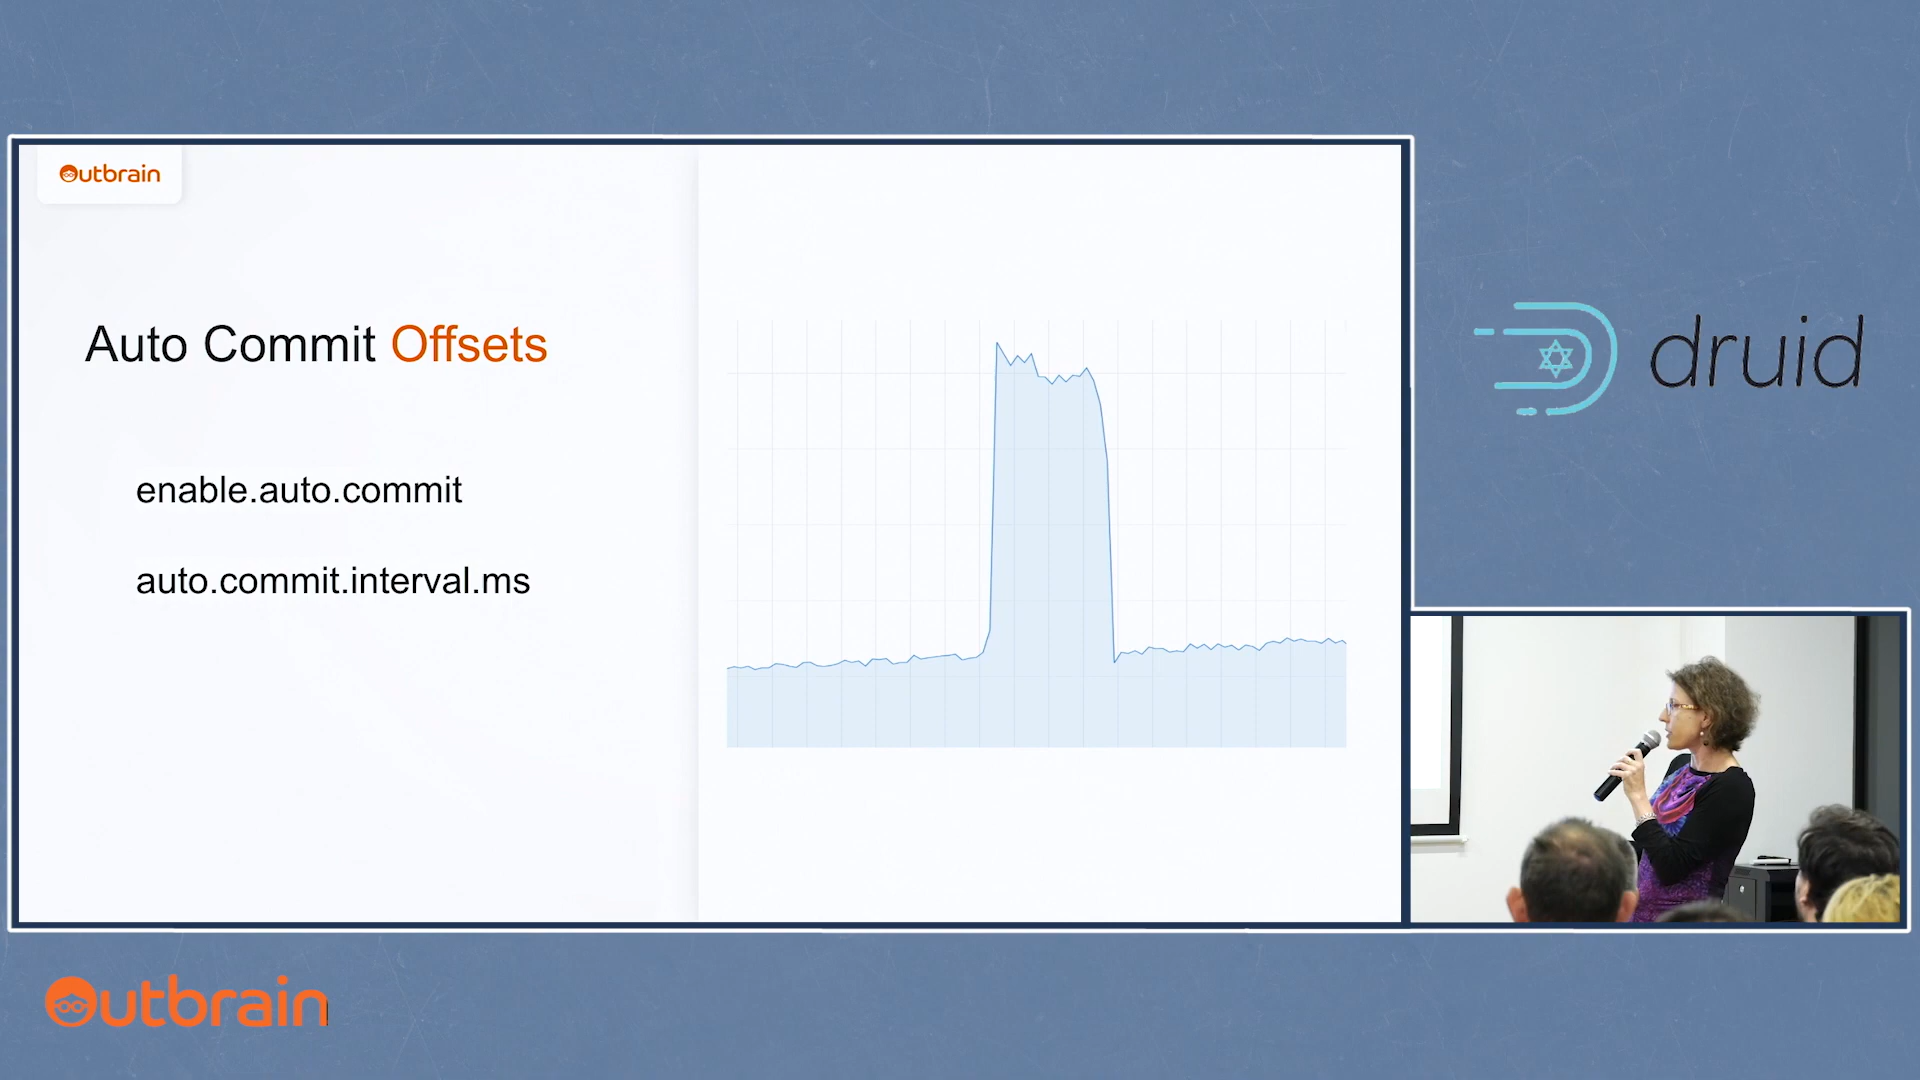 Outbrain
Auto Commit Offsets
enable.auto.commit
auto.commit.interval.ms
druid
Outbrain